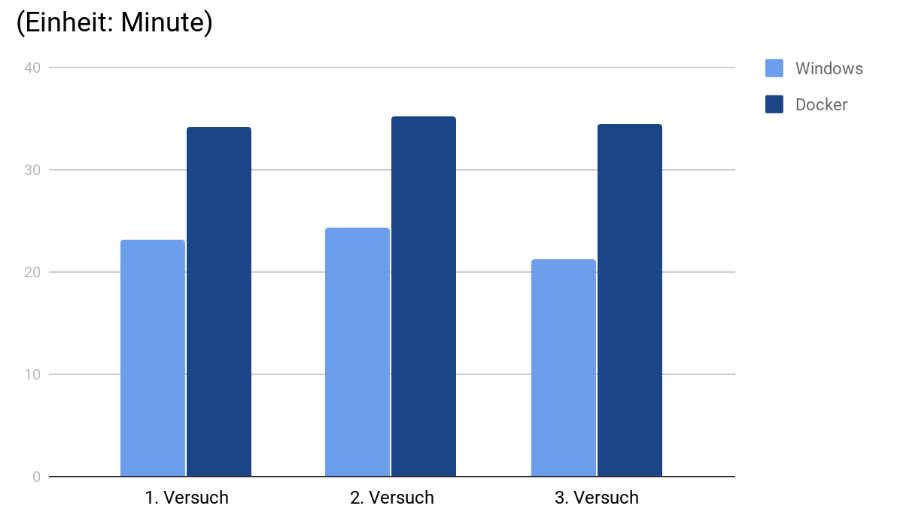 (Einheit: Minute)
40
30
20
10
0
1. Versuch
2. Versuch
3. Versuch
Windows
Docker